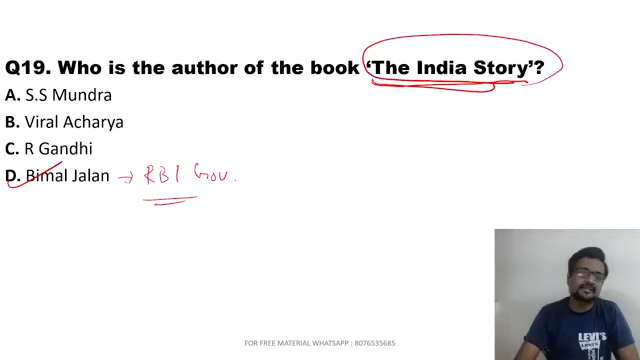 Q19. Who is the author of the book ‘The India Story’?
A. S.S Mundra
B. Viral Acharya
C. R Gandhi
D. Bimal Jalan → RBI Gov.
LEVI'S
FOR FREE MATERIAL WHATSAPP : 8076535685